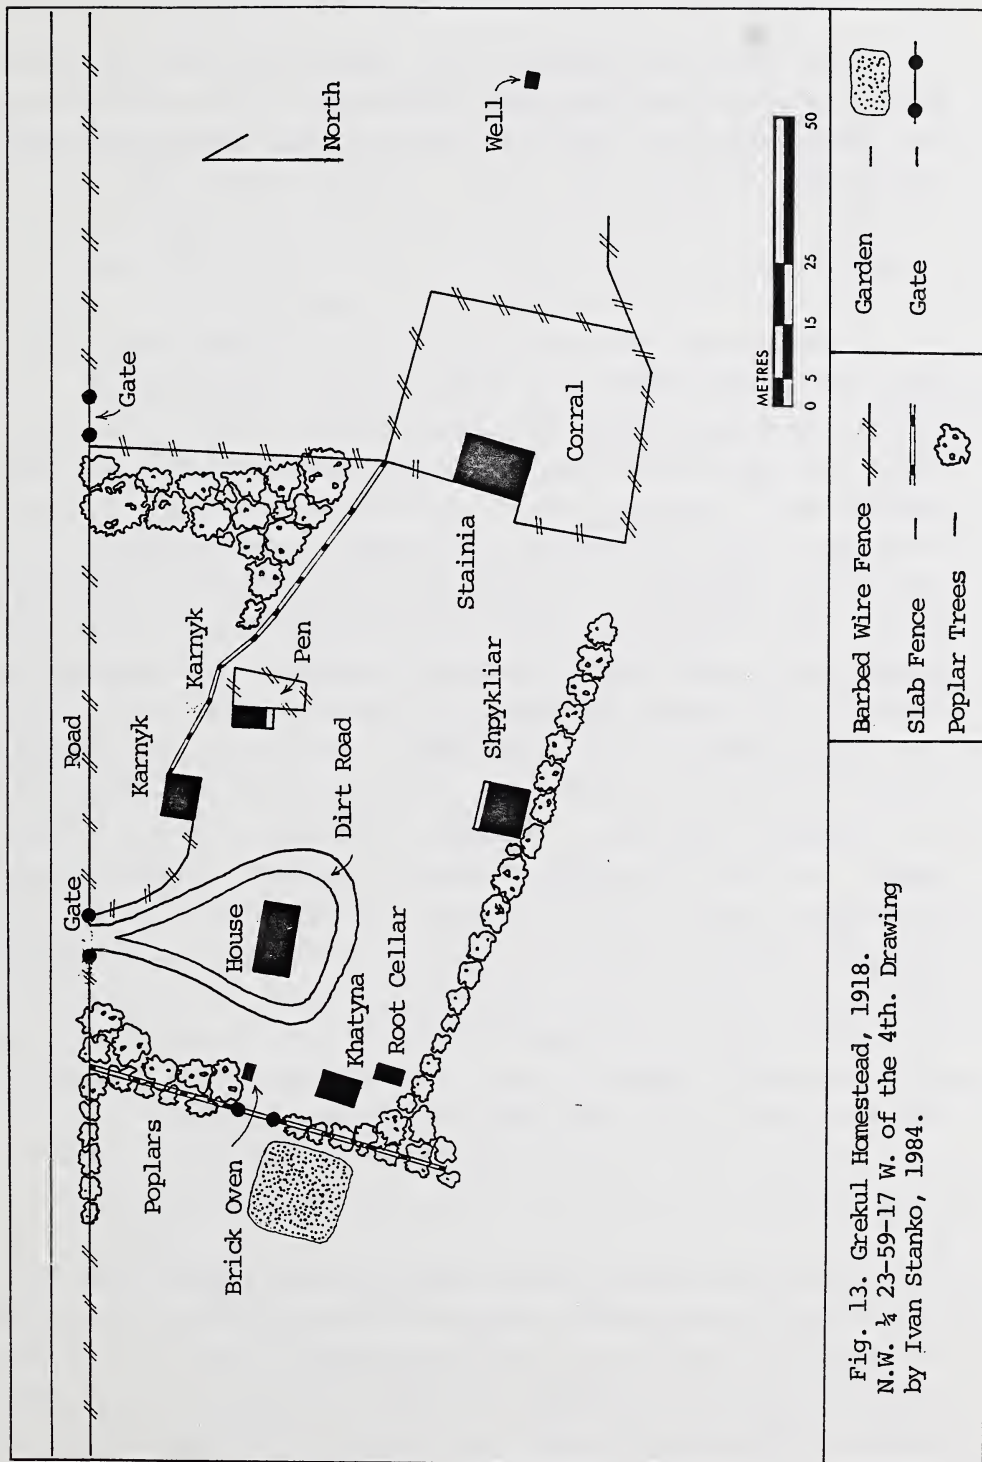 Road
Gate
Gate
North
Well
Karnyk
Karnyk
Pen
Poplars
House
Dirt Road
Brick Oven
Khatyna
Root Cellar
Shpykliar
Stainia
Corral
METRES
0 5 15 25 50
Fig. 13. Grekul Homestead, 1918.
N.W. ¼ 23-59-17 W. of the 4th. Drawing
by Ivan Stanko, 1984.
Barbed Wire Fence
Slab Fence —
Poplar Trees —
Garden —
Gate —